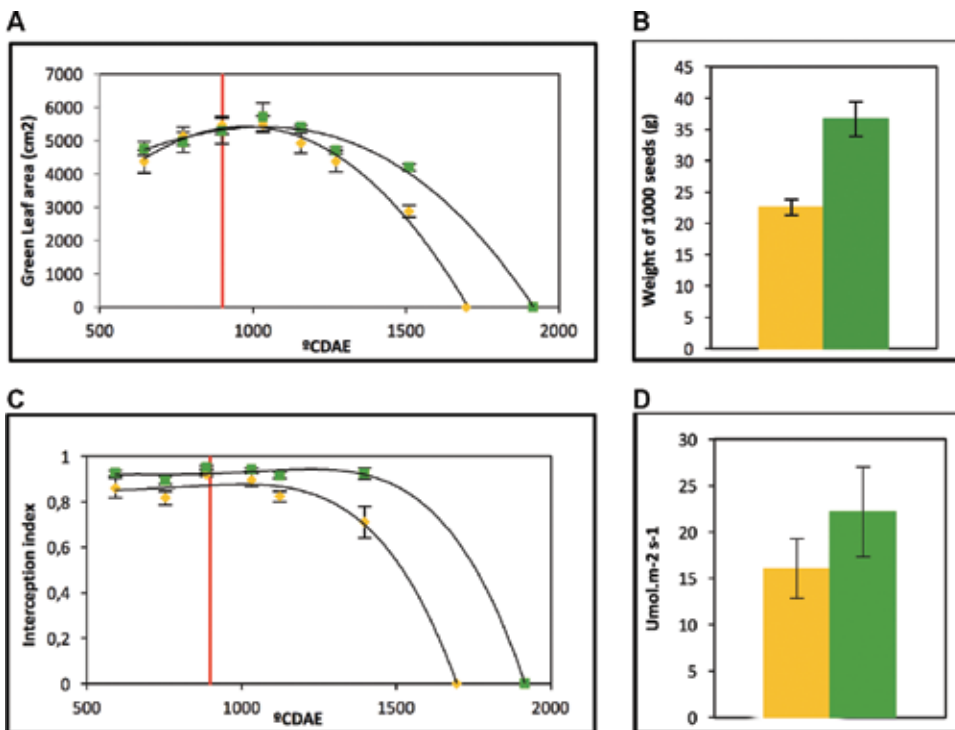 A
Green Leaf area (cm2)
7000
6000
5000
4000
3000
2000
1000
0
500 1000 1500 2000
ºCDAE
B
Weight of 1000 seeds (g)
45
40
35
30
25
20
15
10
5
0
C
Interception index
1
0,8
0,6
0,4
0,2
0
500 1000 1500 2000
ºCDAE
D
Umol.m-2 s-1
30
25
20
15
10
5
0